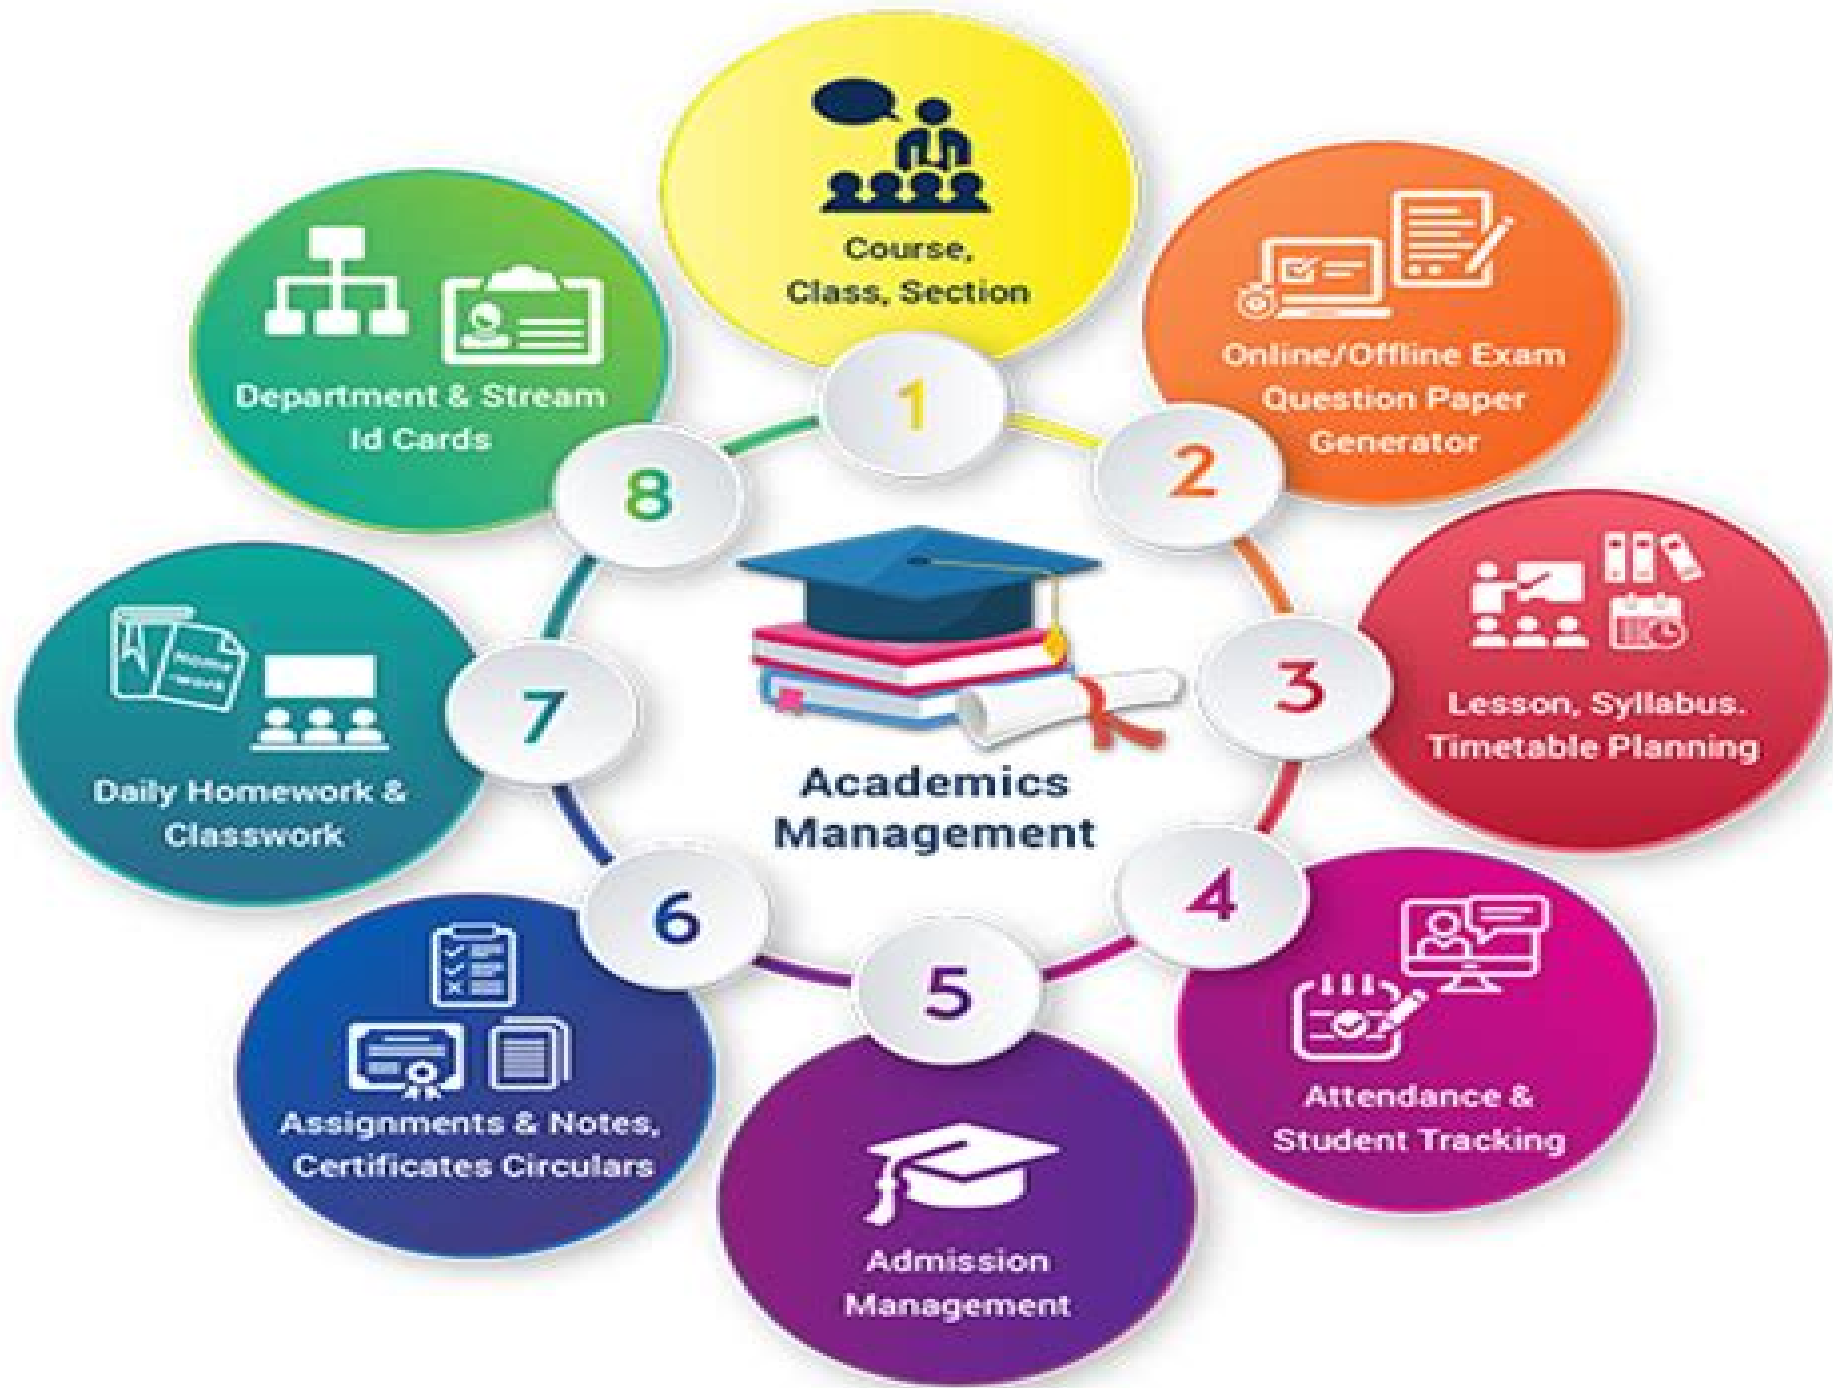 Course,
Class, Section
1
Online/Offline Exam
Question Paper
Generator
2
Lesson, Syllabus.
Timetable Planning
3
Attendance &
Student Tracking
4
Admission
Management
5
Assignments & Notes,
Certificates Circulars
6
Home
-work
Daily Homework &
Classwork
7
Department & Stream
Id Cards
8
Academics
Management